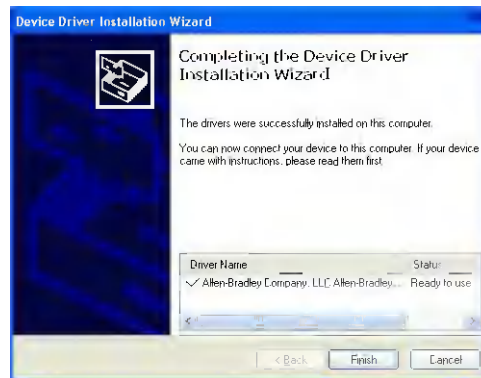 Device Driver Installation Wizard
Completing the Device Driver
Installation Wizard
The drivers were successfully installed on this computer.
You can now connect your device to this computer. If your device
came with instructions, please read them first.
Driver Name Status
Allen-Bradley Company, LLC Allen-Bradley... Ready to use
< Back Finish Cancel